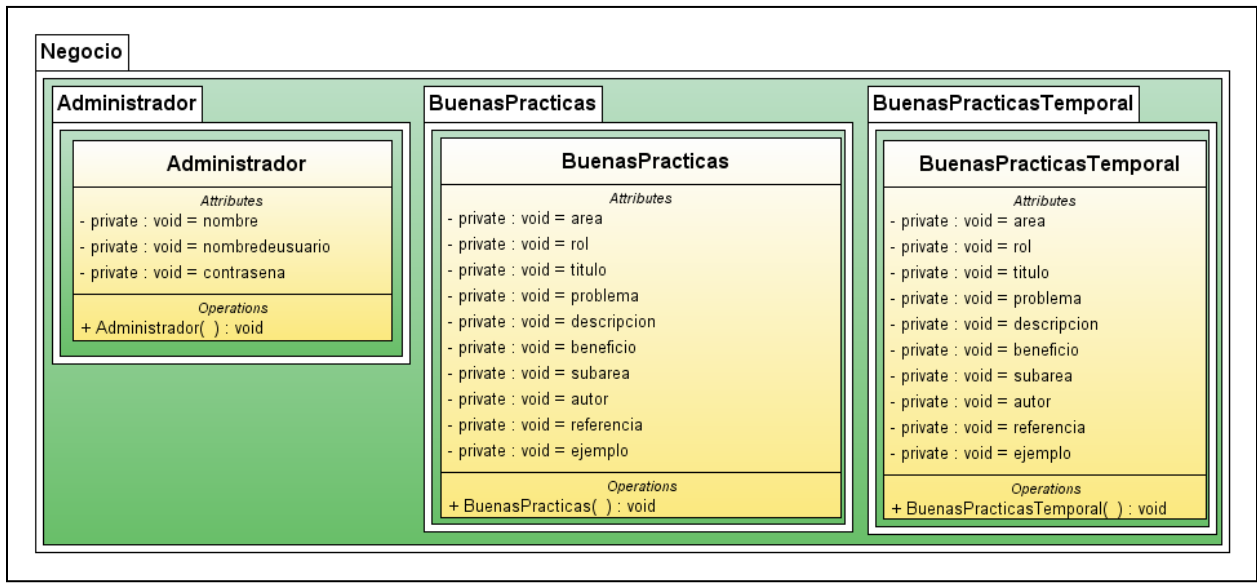 Negocio
Administrador
Administrador
Attributes
- private : void = nombre
- private : void = nombredeusuario
- private : void = contrasena
Operations
+ Administrador( ) : void
BuenasPracticas
BuenasPracticas
Attributes
- private : void = area
- private : void = rol
- private : void = titulo
- private : void = problema
- private : void = descripcion
- private : void = beneficio
- private : void = subarea
- private : void = autor
- private : void = referencia
- private : void = ejemplo
Operations
+ BuenasPracticas( ) : void
BuenasPracticasTemporal
BuenasPracticasTemporal
Attributes
- private : void = area
- private : void = rol
- private : void = titulo
- private : void = problema
- private : void = descripcion
- private : void = beneficio
- private : void = subarea
- private : void = autor
- private : void = referencia
- private : void = ejemplo
Operations
+ BuenasPracticasTemporal( ) : void